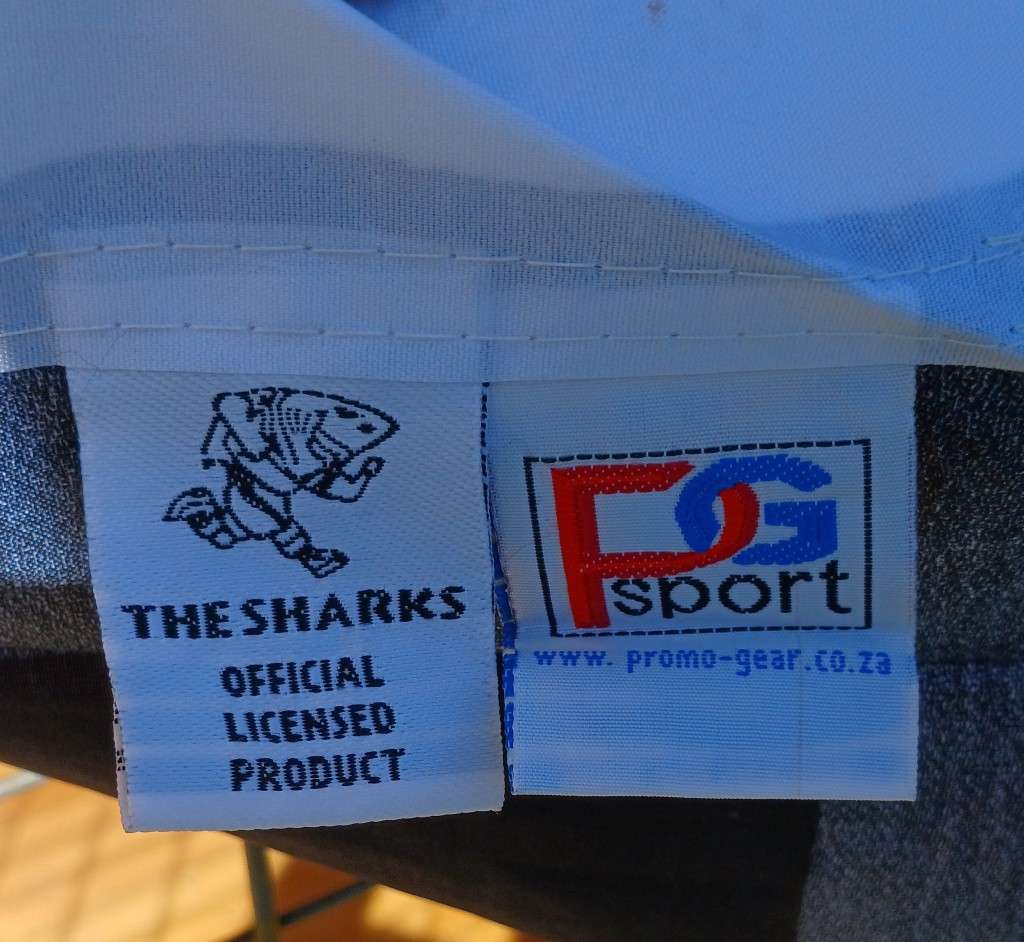 THE SHARKS
OFFICIAL
LICENSED
PRODUCT
PG
sport
www. promo-gear.co.za